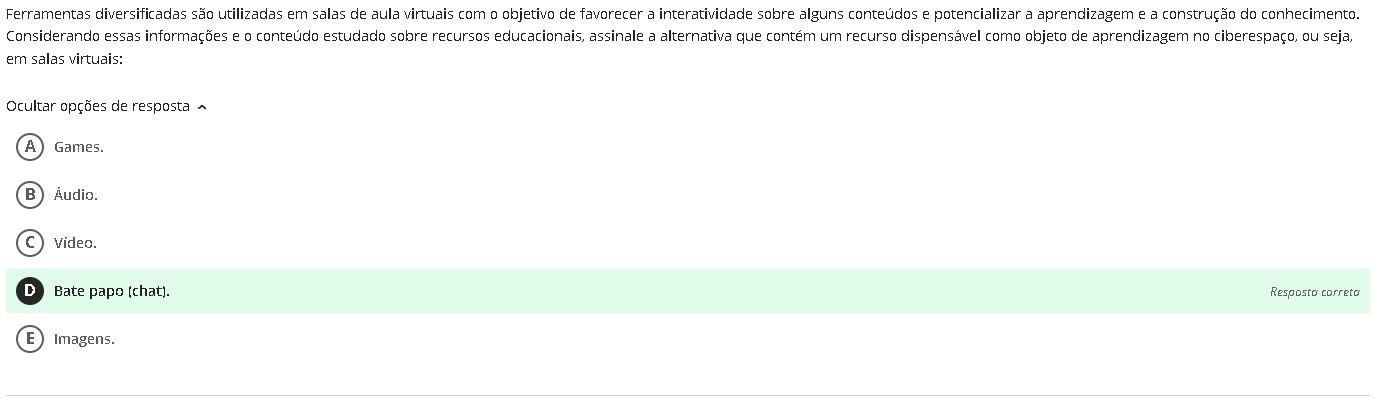 Ferramentas diversificadas são utilizadas em salas de aula virtuais com o objetivo de favorecer a interatividade sobre alguns conteúdos e potencializar a aprendizagem e a construção do conhecimento.
Considerando essas informações e o conteúdo estudado sobre recursos educacionais, assinale a alternativa que contém um recurso dispensável como objeto de aprendizagem no ciberespaço, ou seja,
em salas virtuais:
Ocultar opções de resposta
A Games.
B Áudio.
C Vídeo.
D Bate papo (chat). Resposta correta
E Imagens.